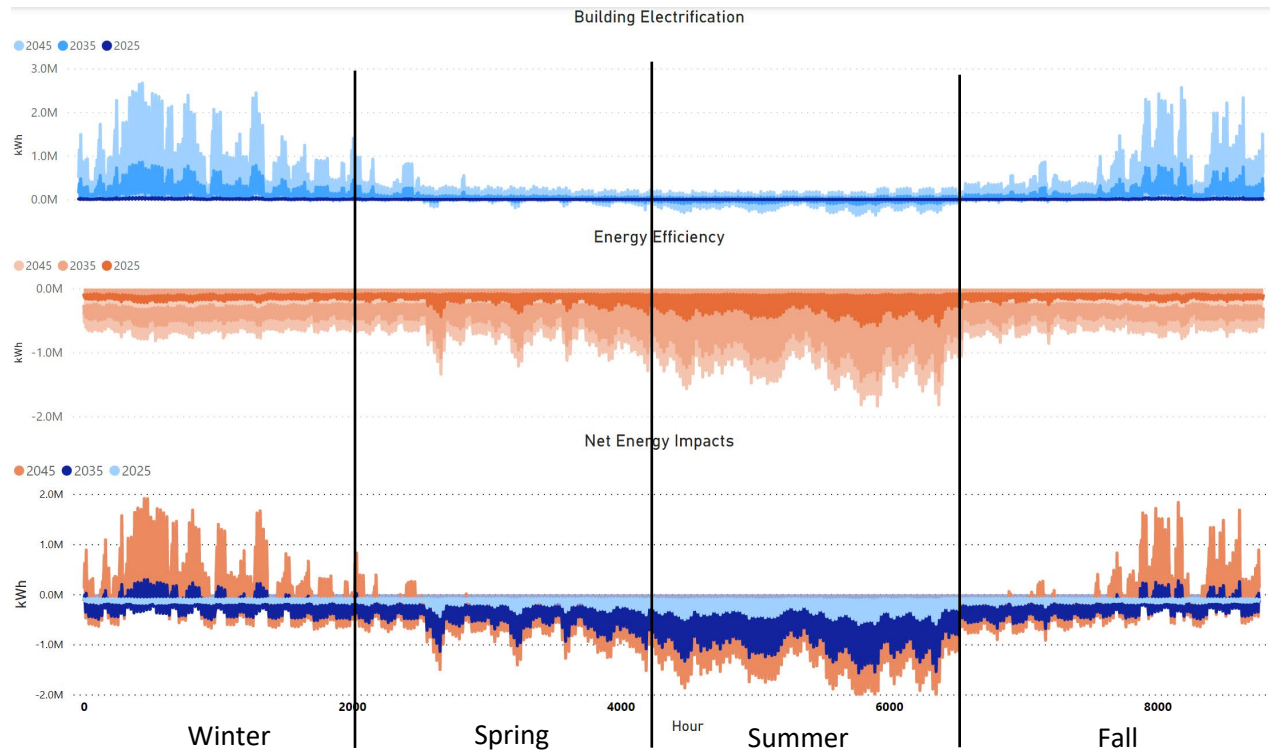 Building Electrification
2045 2035 2025
3.0M
2.0M
kWh
1.0M
0.0M
Energy Efficiency
2045 2035 2025
0.0M
kWh
-1.0M
-2.0M
Net Energy Impacts
2045 2035 2025
2.0M
1.0M
kWh
0.0M
-1.0M
-2.0M
0 2000 4000 6000 8000
Hour
Winter Spring Summer Fall